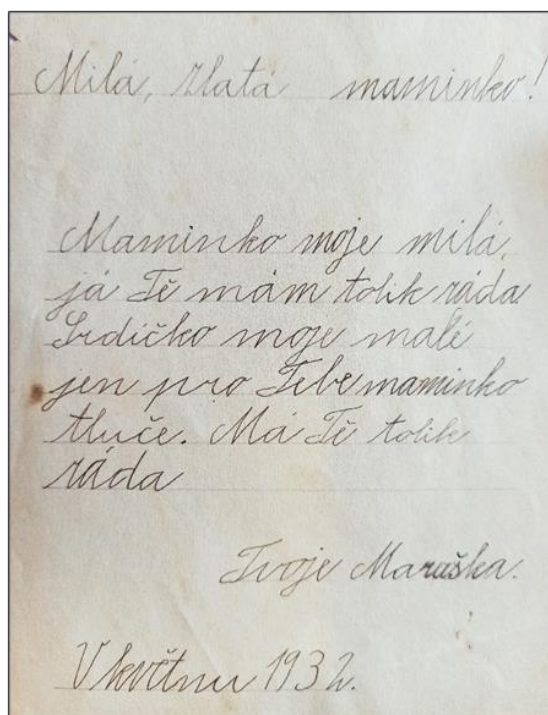 Milá, zlatá maminko!
Maminko moje milá,
já Tě mám tolik ráda
Srdíčko moje malé
jen pro Tebe maminko
tluče. Má Tě tolik
ráda
Tvoje Maruška.
V květnu 1932.